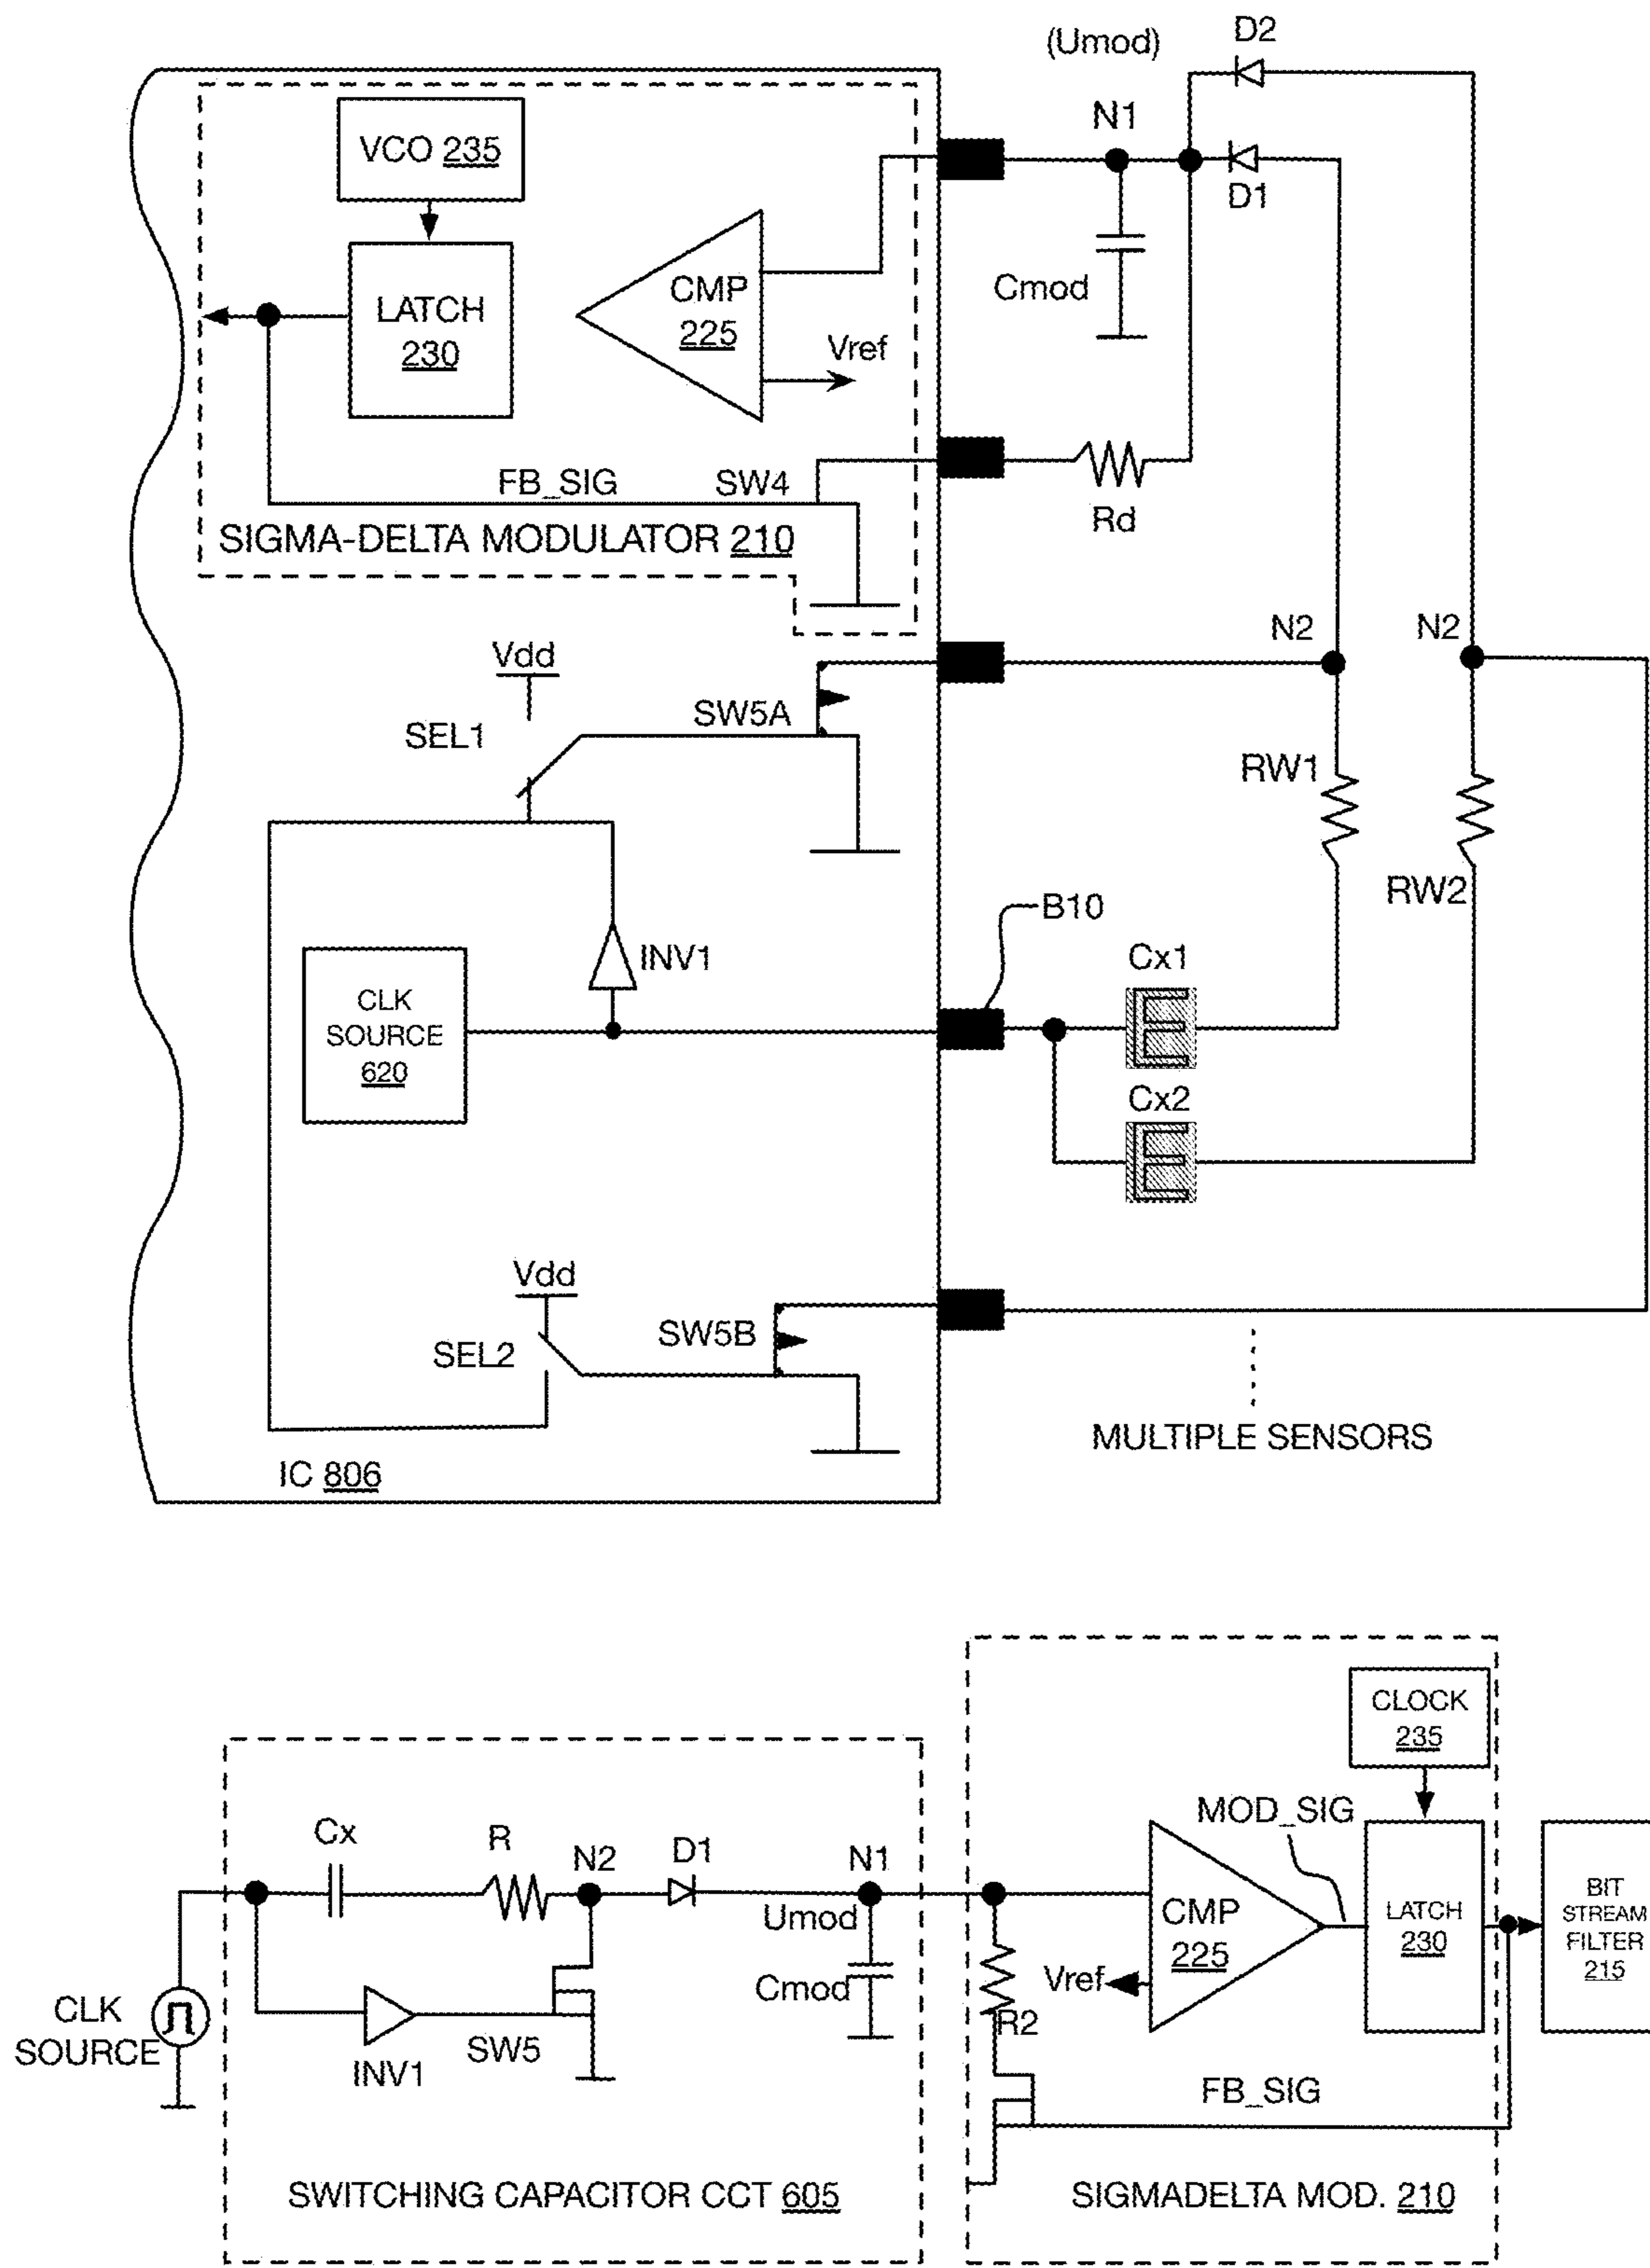 (Umod)
D2
N1
D1
VCO 235
LATCH
230
CMP
225
Vref
Cmod
FB_SIG
SW4
Rd
SIGMA-DELTA MODULATOR 210
Vdd
SEL1
SW5A
N2
N2
RW1
RW2
B10
INV1
CLK
SOURCE
620
Cx1
Cx2
Vdd
SEL2
SW5B
MULTIPLE SENSORS
IC 806
CLOCK
235
MOD_SIG
Cx
R
N2
D1
N1
Umod
Cmod
CMP
225
Vref
LATCH
230
BIT
STREAM
FILTER
215
R2
CLK
SOURCE
INV1
SW5
FB_SIG
SWITCHING CAPACITOR CCT 605
SIGMADELTA MOD. 210